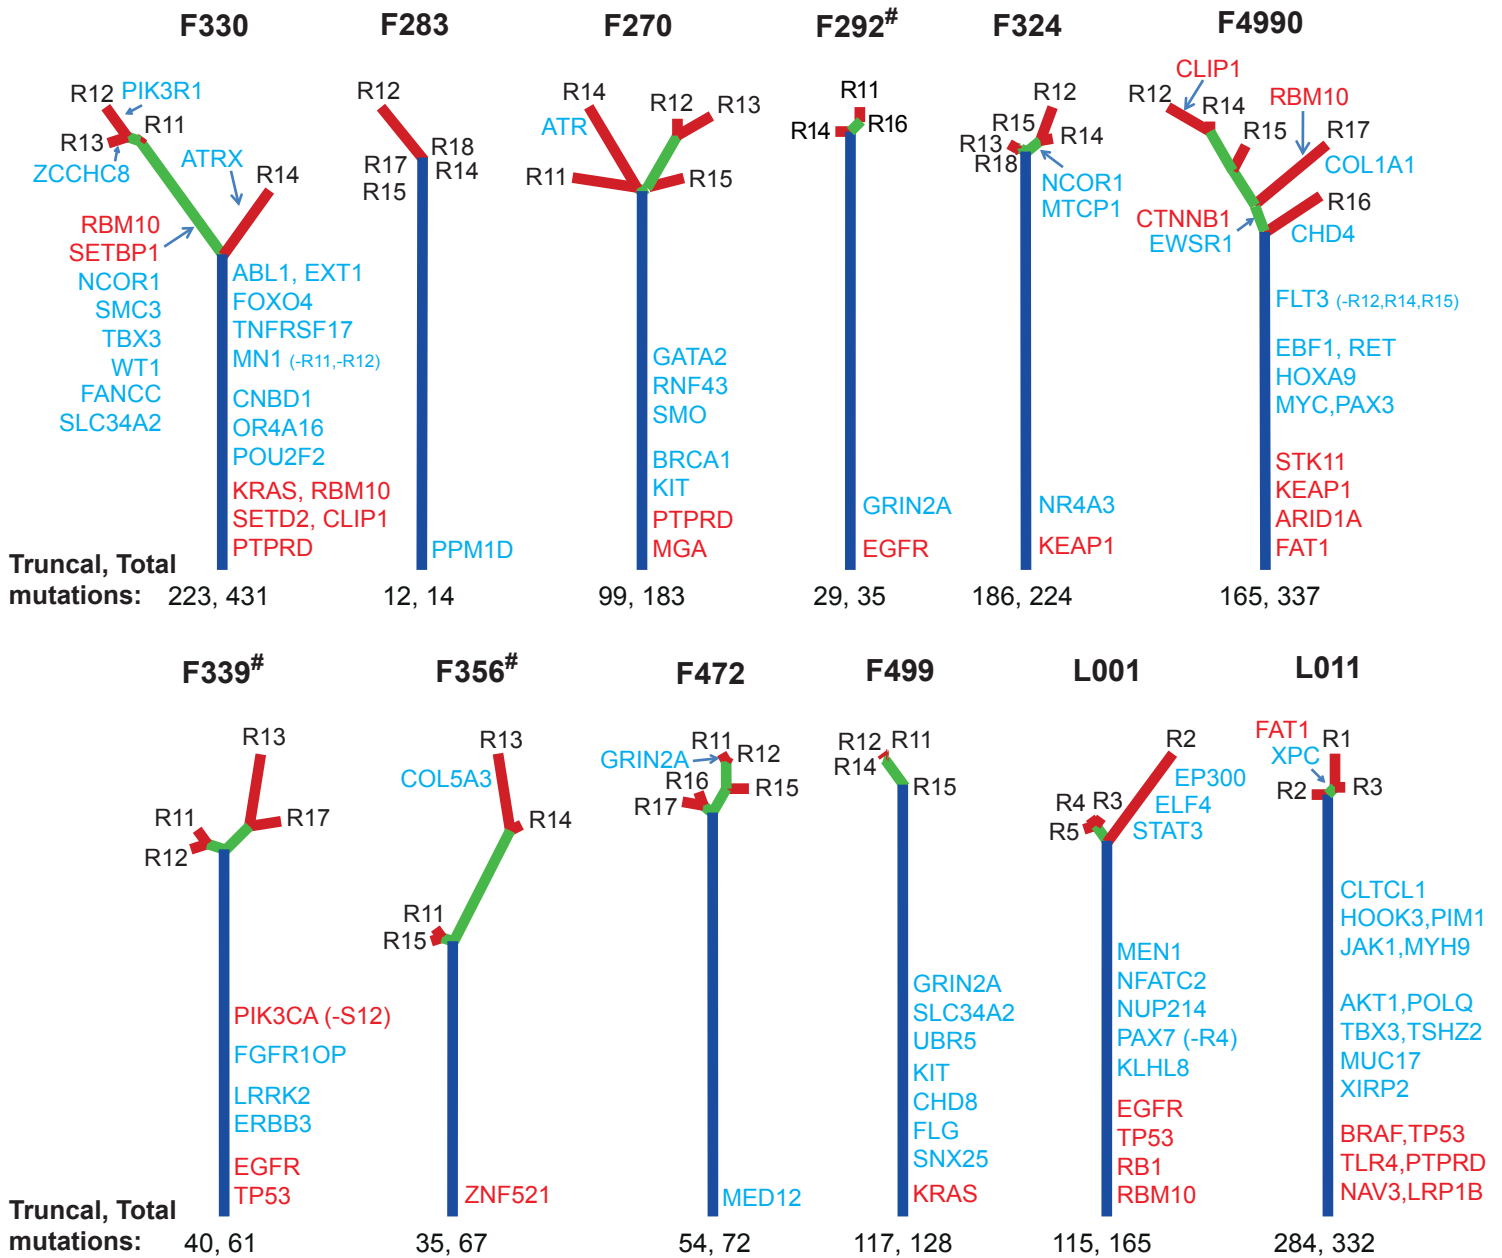 F330
F283
F270
F292#
F324
F4990
R12
PIK3R1
R13
R11
ZCCHC8
ATRX
R14
RBM10
SETBP1
NCOR1
SMC3
TBX3
WT1
FANCC
SLC34A2
ABL1, EXT1
FOXO4
TNFRSF17
MN1 (-R11,-R12)
CNBD1
OR4A16
POU2F2
KRAS, RBM10
SETD2, CLIP1
PTPRD
R12
R18
R17
R14
R15
PPM1D
R14
R12
R13
ATR
R11
R15
GATA2
RNF43
SMO
BRCA1
KIT
PTPRD
MGA
R11
R14
R16
GRIN2A
EGFR
R12
R15
R13
R14
R18
NCOR1
MTCP1
NR4A3
KEAP1
CLIP1
R12
R14
RBM10
R15
R17
COL1A1
R16
CTNNB1
EWSR1
CHD4
FLT3 (-R12,R14,R15)
EBF1, RET
HOXA9
MYC,PAX3
STK11
KEAP1
ARID1A
FAT1
Truncal, Total
mutations:
223, 431
12, 14
99, 183
29, 35
186, 224
165, 337
F339#
F356#
F472
F499
L001
L011
R13
R11
R17
R12
PIK3CA (-S12)
FGFR1OP
LRRK2
ERBB3
EGFR
TP53
R13
COL5A3
R14
R11
R15
ZNF521
R11
GRIN2A
R12
R16
R15
R17
MED12
R12
R11
R14
R15
GRIN2A
SLC34A2
UBR5
KIT
CHD8
FLG
SNX25
KRAS
R2
EP300
R4
R3
ELF4
R5
STAT3
MEN1
NFATC2
NUP214
PAX7 (-R4)
KLHL8
EGFR
TP53
RB1
RBM10
FAT1
R1
XPC
R2
R3
CLTCL1
HOOK3,PIM1
JAK1,MYH9
AKT1,POLQ
TBX3,TSHZ2
MUC17
XIRP2
BRAF,TP53
TLR4,PTPRD
NAV3,LRP1B
Truncal, Total
mutations:
40, 61
35, 67
54, 72
117, 128
115, 165
284, 332